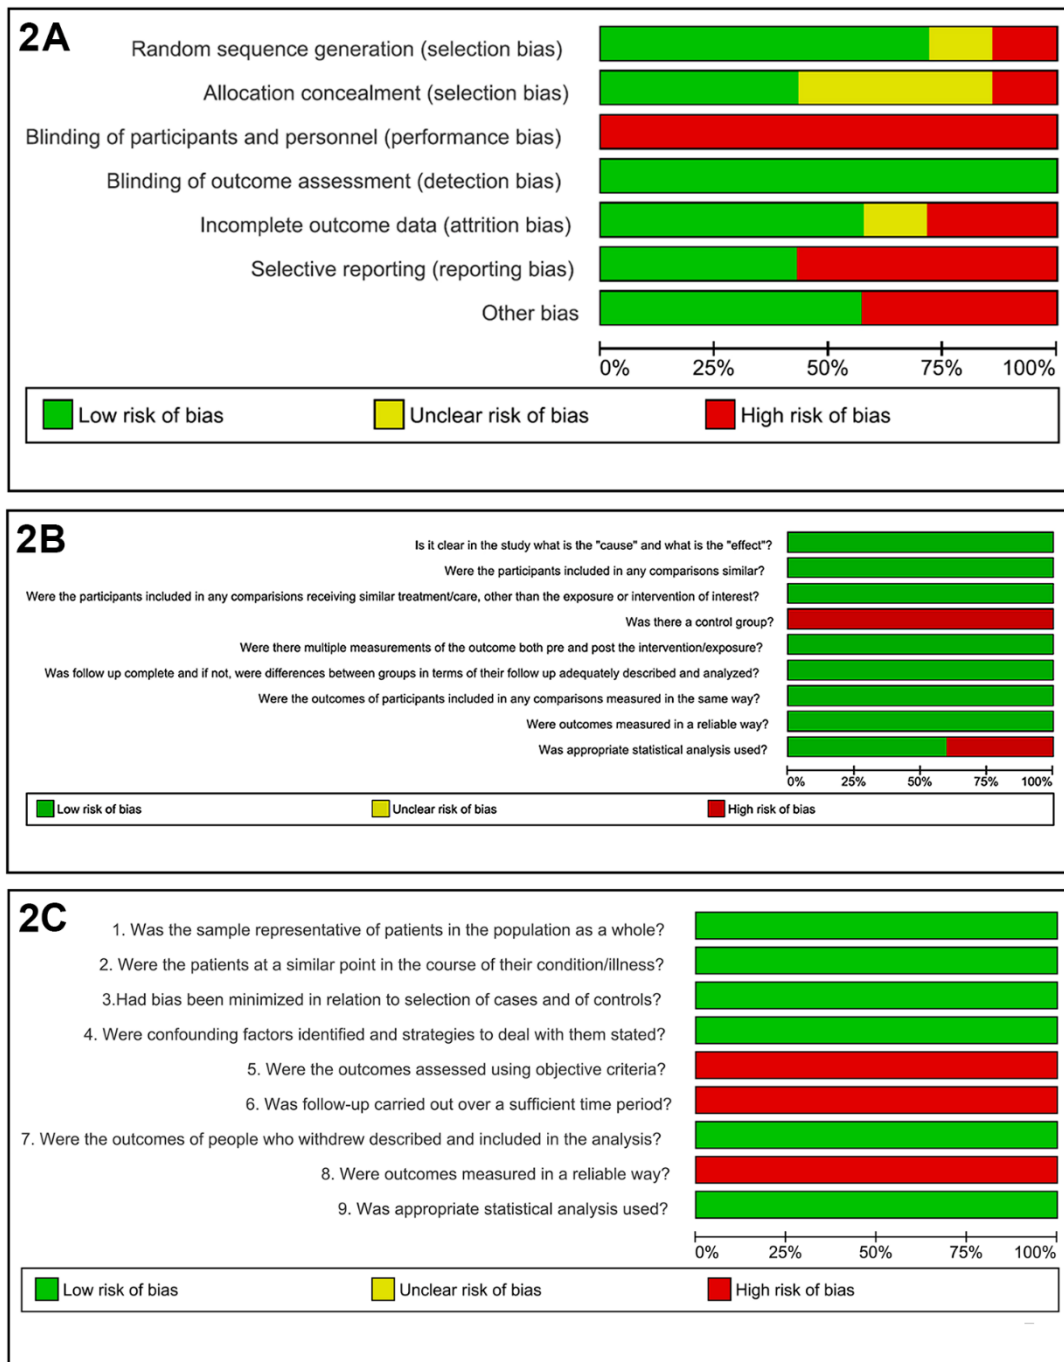 2A
Random sequence generation (selection bias)
Allocation concealment (selection bias)
Blinding of participants and personnel (performance bias)
Blinding of outcome assessment (detection bias)
Incomplete outcome data (attrition bias)
Selective reporting (reporting bias)
Other bias
0% 25% 50% 75% 100%
Low risk of bias Unclear risk of bias High risk of bias
2B
Is it clear in the study what is the "cause" and what is the "effect"?
Were the participants included in any comparisons similar?
Were the participants included in any comparisions receiving similar treatment/care, other than the exposure or intervention of interest?
Was there a control group?
Were there multiple measurements of the outcome both pre and post the intervention/exposure?
Was follow up complete and if not, were differences between groups in terms of their follow up adequately described and analyzed?
Were the outcomes of participants included in any comparisons measured in the same way?
Were outcomes measured in a reliable way?
Was appropriate statistical analysis used?
0% 25% 50% 75% 100%
Low risk of bias Unclear risk of bias High risk of bias
2C
1. Was the sample representative of patients in the population as a whole?
2. Were the patients at a similar point in the course of their condition/illness?
3.Had bias been minimized in relation to selection of cases and of controls?
4. Were confounding factors identified and strategies to deal with them stated?
5. Were the outcomes assessed using objective criteria?
6. Was follow-up carried out over a sufficient time period?
7. Were the outcomes of people who withdrew described and included in the analysis?
8. Were outcomes measured in a reliable way?
9. Was appropriate statistical analysis used?
0% 25% 50% 75% 100%
Low risk of bias Unclear risk of bias High risk of bias